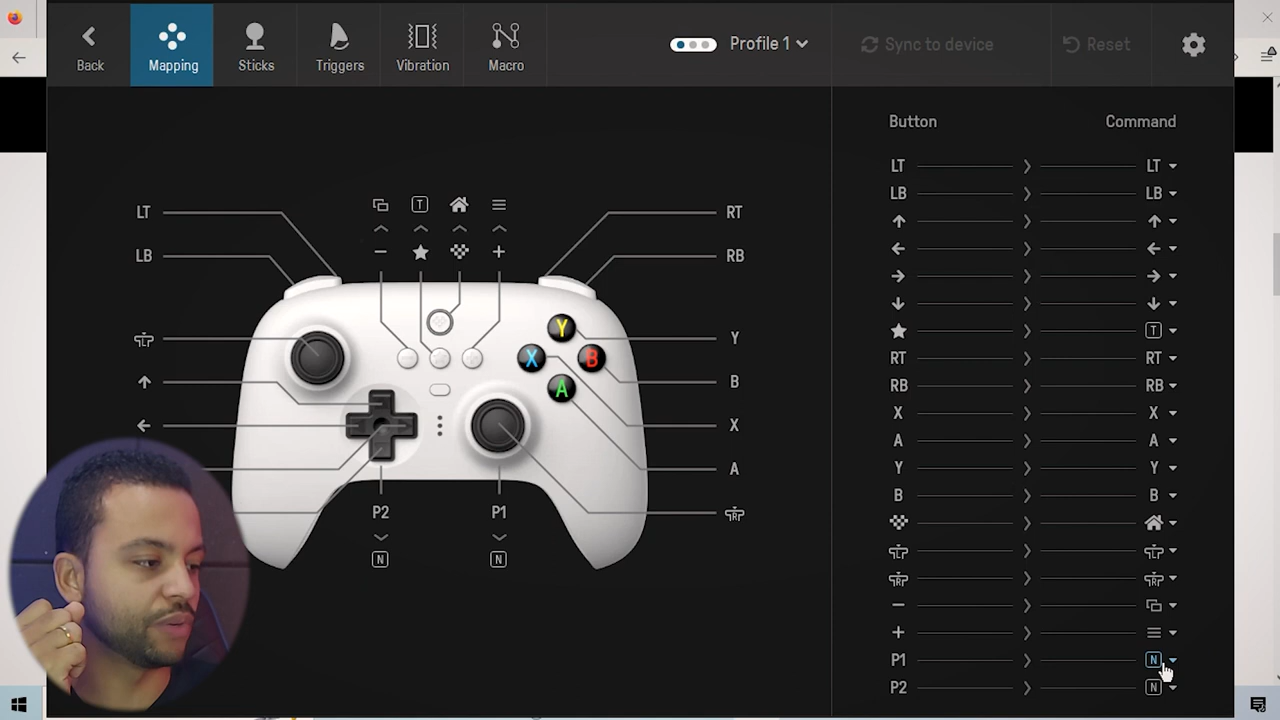 Back
Mapping
Sticks
Triggers
Vibration
Macro
Profile 1
Sync to device
Reset
Button Command
LT LT
LB LB
↑ ↑
← ←
→ →
↓ ↓
★ T
RT RT
RB RB
X X
A A
Y Y
B B
L L
R R
−
+
P1 N
P2 N
LT
LB
L
↑
←
T
− ★ +
RT
RB
Y
B
X
A
R
Y
X B
A
P2 P1
N N